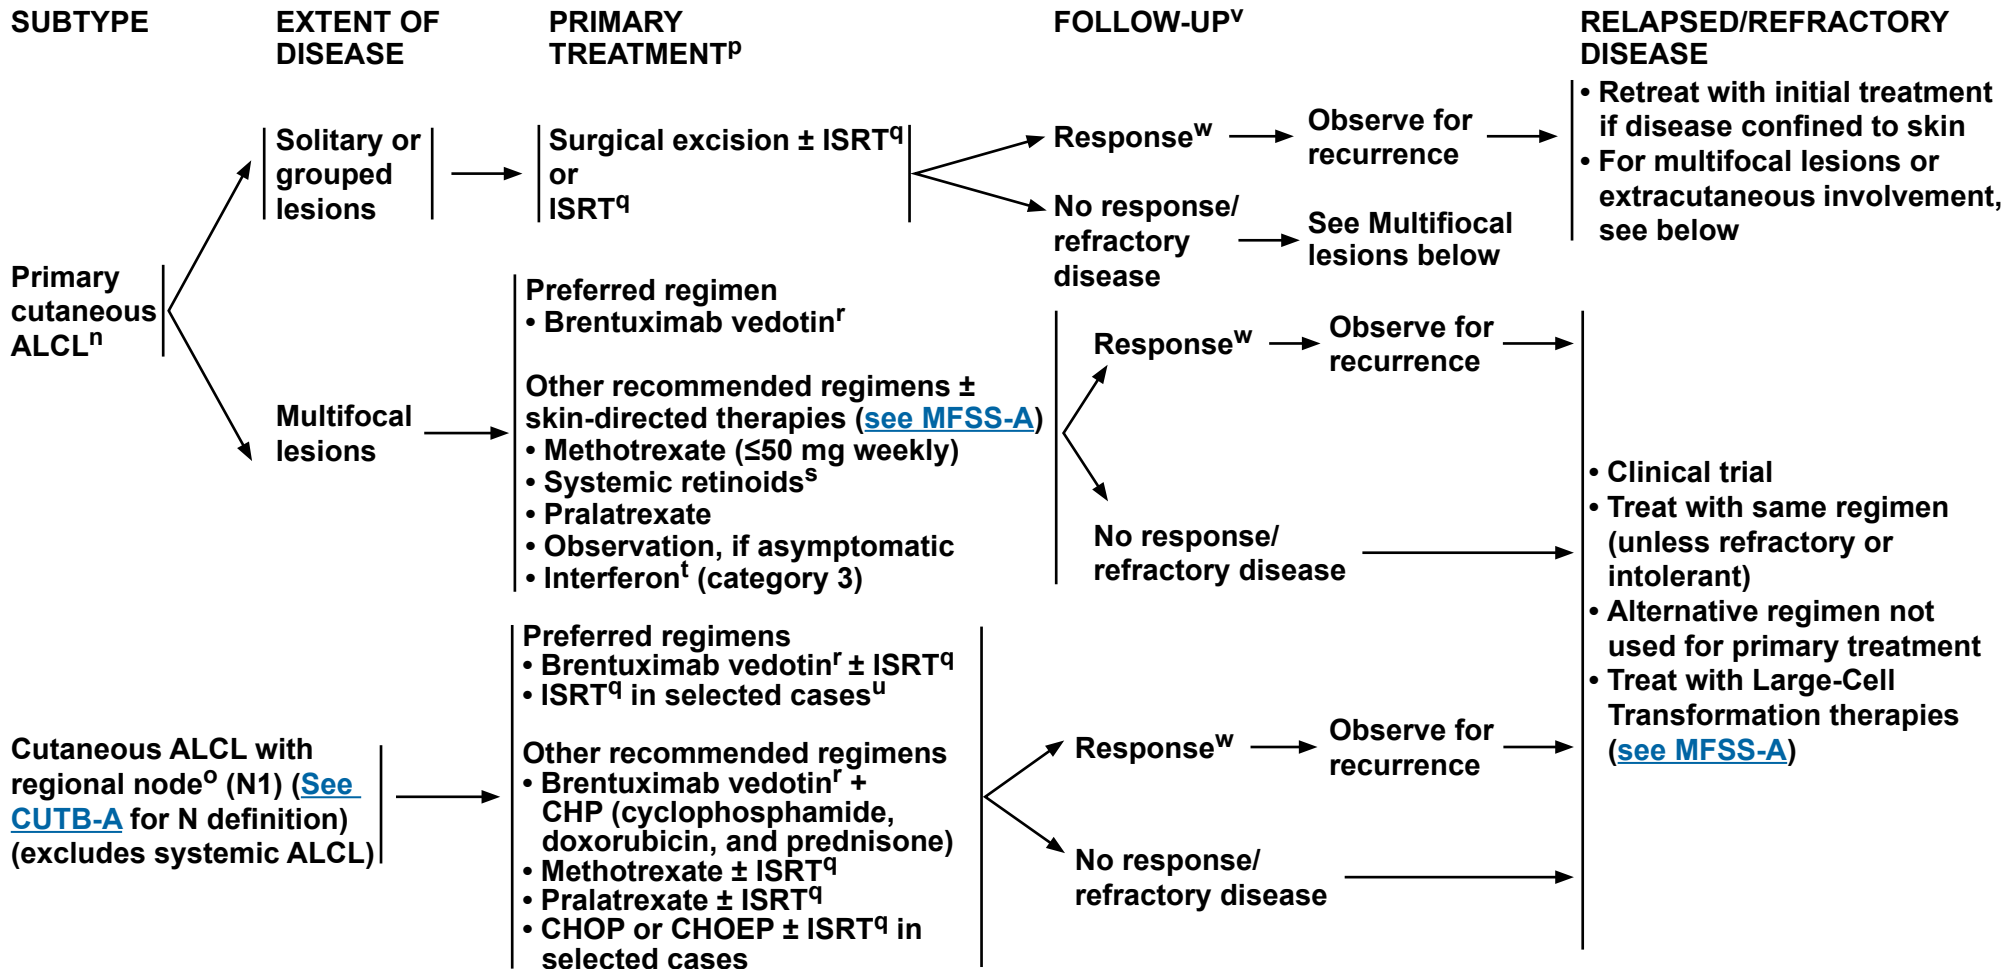 SUBTYPE
EXTENT OF
DISEASE
PRIMARY
TREATMENTᵖ
FOLLOW-UPᵛ
RELAPSED/REFRACTORY
DISEASE
Primary
cutaneous
ALCLⁿ
Solitary or
grouped
lesions
Surgical excision ± ISRT^q
or
ISRT^q
Responseʷ
Observe for
recurrence
No response/
refractory
disease
See Multifiocal
lesions below
• Retreat with initial treatment
if disease confined to skin
• For multifocal lesions or
extracutaneous involvement,
see below
Multifocal
lesions
Preferred regimen
• Brentuximab vedotinʳ
Other recommended regimens ±
skin-directed therapies (see MFSS-A)
• Methotrexate (≤50 mg weekly)
• Systemic retinoidsˢ
• Pralatrexate
• Observation, if asymptomatic
• Interferonᵗ (category 3)
Responseʷ
Observe for
recurrence
No response/
refractory disease
Cutaneous ALCL with
regional nodeᵒ (N1) (See
CUTB-A for N definition)
(excludes systemic ALCL)
Preferred regimens
• Brentuximab vedotinʳ ± ISRT^q
• ISRT^q in selected casesᵘ
Other recommended regimens
• Brentuximab vedotinʳ +
CHP (cyclophosphamide,
doxorubicin, and prednisone)
• Methotrexate ± ISRT^q
• Pralatrexate ± ISRT^q
• CHOP or CHOEP ± ISRT^q in
selected cases
Responseʷ
Observe for
recurrence
No response/
refractory disease
• Clinical trial
• Treat with same regimen
(unless refractory or
intolerant)
• Alternative regimen not
used for primary treatment
• Treat with Large-Cell
Transformation therapies
(see MFSS-A)